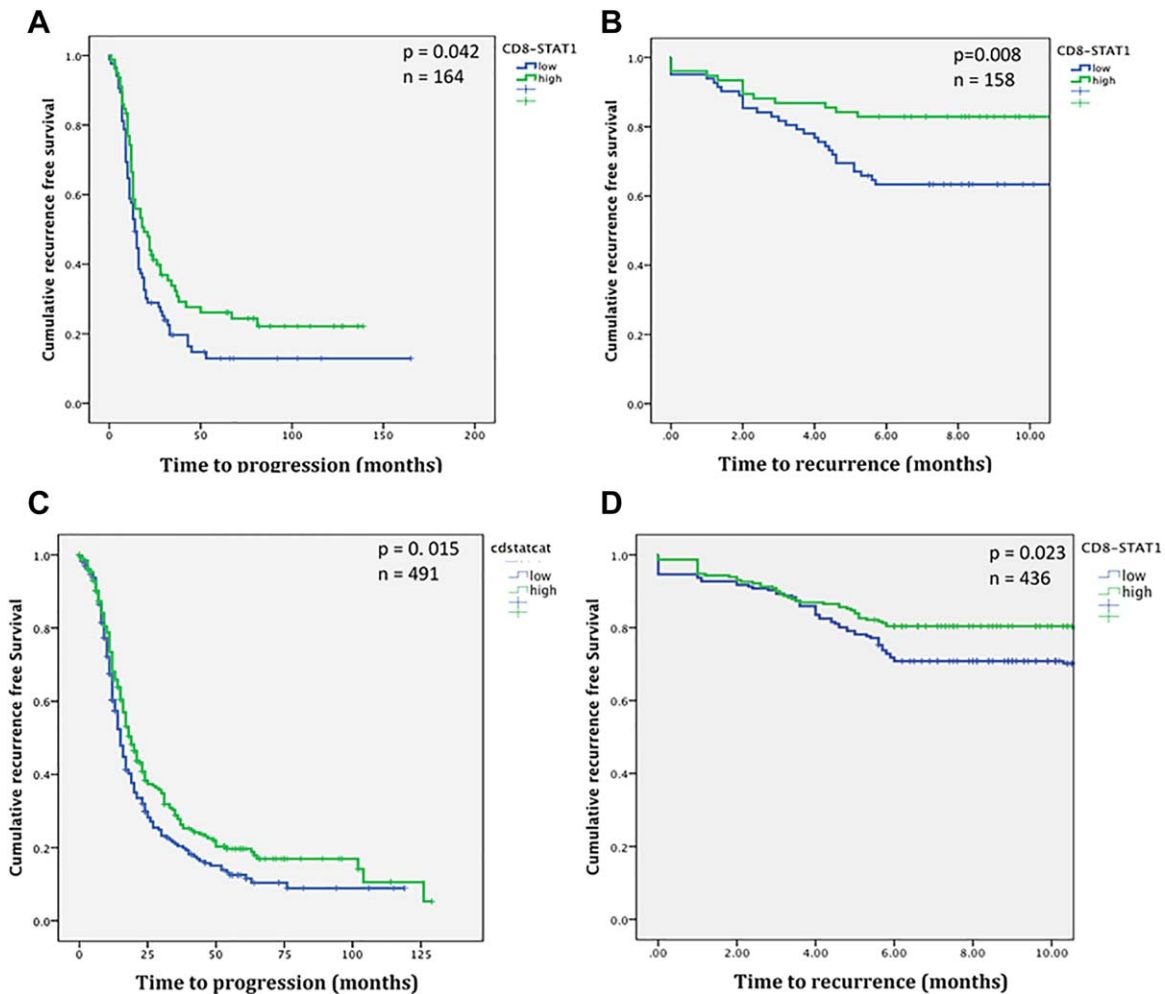 A
p = 0.042
n = 164
CD8-STAT1
low
high
Cumulative recurrence free survival
1.0
0.8
0.6
0.4
0.2
0.0
0 50 100 150 200
Time to progression (months)
B
p=0.008
n = 158
CD8-STAT1
low
high
Cumulative recurrence free survival
1.0
0.8
0.6
0.4
0.2
0.0
.00 2.00 4.00 6.00 8.00 10.00
Time to recurrence (months)
C
p = 0. 015
n = 491
cdstatcat
low
high
Cumulative recurrence free Survival
1.0
0.8
0.6
0.4
0.2
0.0
0 25 50 75 100 125
Time to progression (months)
D
p = 0.023
n = 436
CD8-STAT1
low
high
Cumulative recurrence free survival
1.0
0.8
0.6
0.4
0.2
0.0
.00 2.00 4.00 6.00 8.00 10.00
Time to recurrence (months)